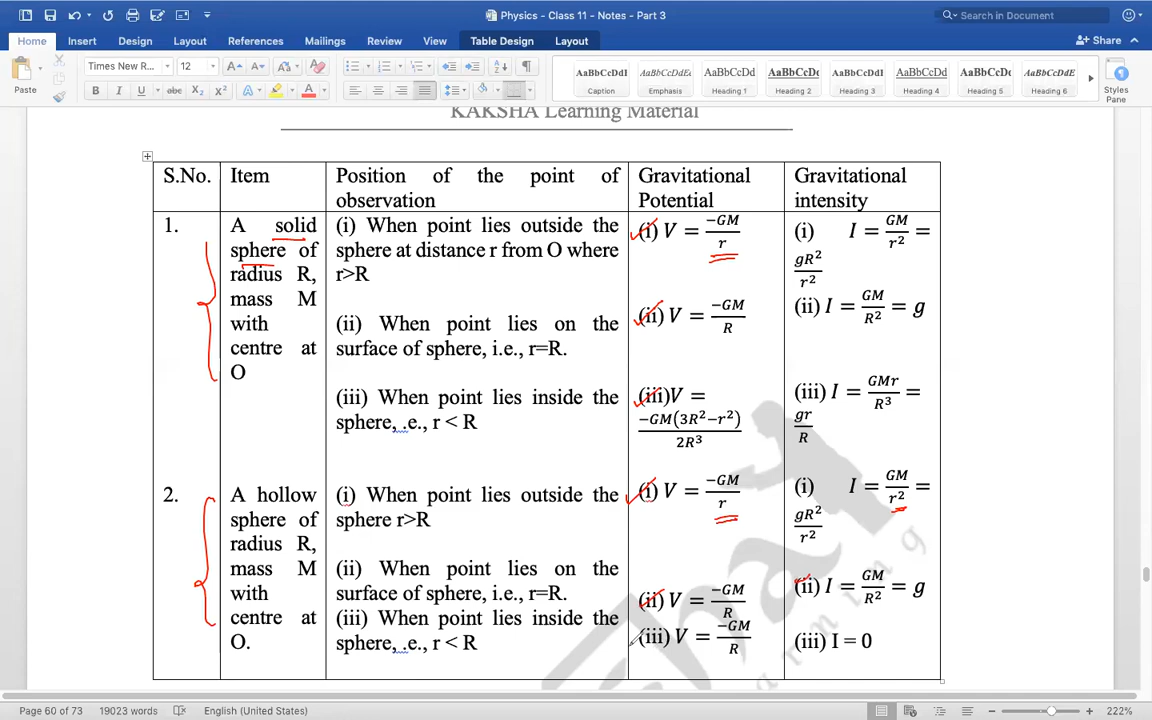 Physics - Class 11 - Notes - Part 3
Search in Document
Home Insert Design Layout References Mailings Review View Table Design Layout
Share
Paste
Times New R... 12
AaBbCcDdI AaBbCcDdEe AaBbCcDd AaBbCcDc AaBbCcDd AaBbCcDd AaBbCcDd AaBbCcDdEe
Caption Emphasis Heading 1 Heading 2 Heading 3 Heading 4 Heading 5 Heading 6
Styles
Pane
KAKSHA Learning Material
S.No. Item Position of the point of observation Gravitational Potential Gravitational intensity
1. A solid sphere of radius R, mass M with centre at O
(i) When point lies outside the sphere at distance r from O where r>R
(i) V = −GM/r
(i) I = GM/r² = gR²/r²
(ii) When point lies on the surface of sphere, i.e., r=R.
(ii) V = −GM/R
(ii) I = GM/R² = g
(iii) When point lies inside the sphere, .e., r < R
(iii)V = −GM(3R²−r²)/2R³
(iii) I = GMr/R³ = gr/R
2. A hollow sphere of radius R, mass M with centre at O.
(i) When point lies outside the sphere r>R
(i) V = −GM/r
(i) I = GM/r² = gR²/r²
(ii) When point lies on the surface of sphere, i.e., r=R.
(ii) V = −GM/R
(ii) I = GM/R² = g
(iii) When point lies inside the sphere, .e., r < R
(iii) V = −GM/R
(iii) I = 0
Page 60 of 73 19023 words English (United States) 222%